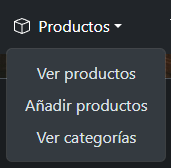 Productos
Ver productos
Añadir productos
Ver categorías